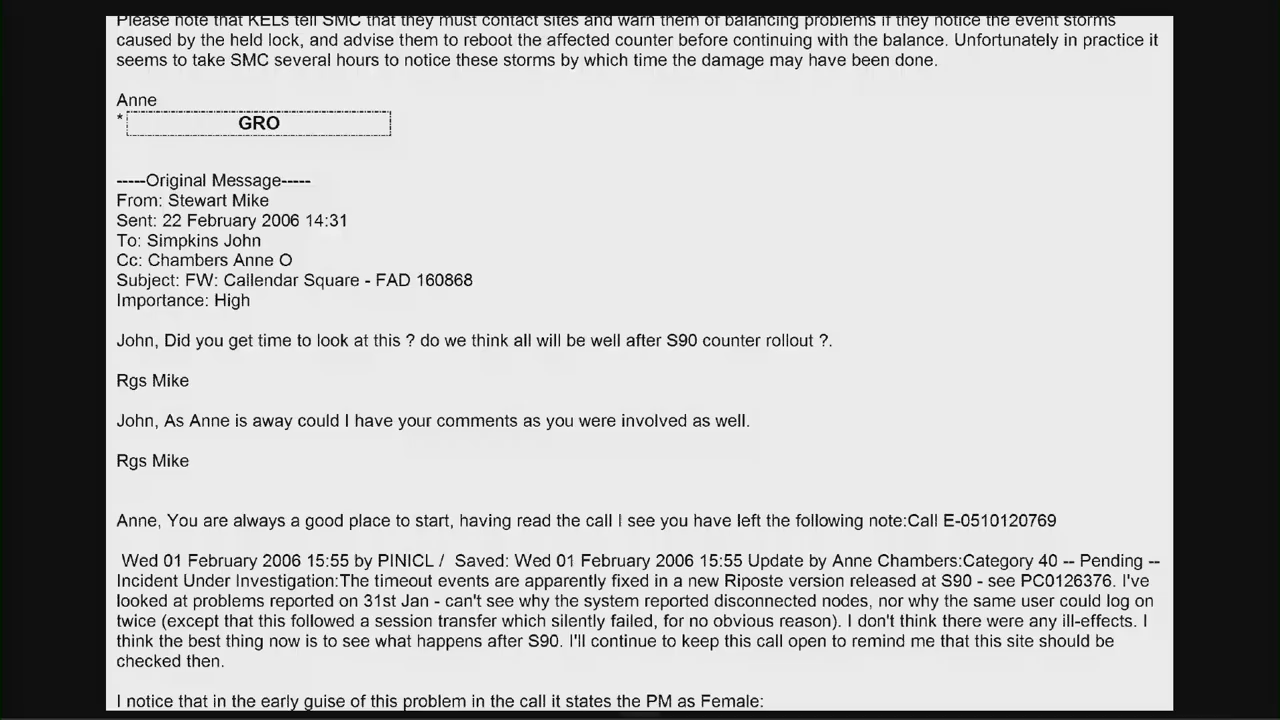 Please note that KELs tell SMC that they must contact sites and warn them of balancing problems if they notice the event storms
caused by the held lock, and advise them to reboot the affected counter before continuing with the balance. Unfortunately in practice it
seems to take SMC several hours to notice these storms by which time the damage may have been done.
Anne
* GRO
-----Original Message-----
From: Stewart Mike
Sent: 22 February 2006 14:31
To: Simpkins John
Cc: Chambers Anne O
Subject: FW: Callendar Square - FAD 160868
Importance: High
John, Did you get time to look at this ? do we think all will be well after S90 counter rollout ?.
Rgs Mike
John, As Anne is away could I have your comments as you were involved as well.
Rgs Mike
Anne, You are always a good place to start, having read the call I see you have left the following note:Call E-0510120769
Wed 01 February 2006 15:55 by PINICL / Saved: Wed 01 February 2006 15:55 Update by Anne Chambers:Category 40 -- Pending --
Incident Under Investigation:The timeout events are apparently fixed in a new Riposte version released at S90 - see PC0126376. I've
looked at problems reported on 31st Jan - can't see why the system reported disconnected nodes, nor why the same user could log on
twice (except that this followed a session transfer which silently failed, for no obvious reason). I don't think there were any ill-effects. I
think the best thing now is to see what happens after S90. I'll continue to keep this call open to remind me that this site should be
checked then.
I notice that in the early guise of this problem in the call it states the PM as Female: